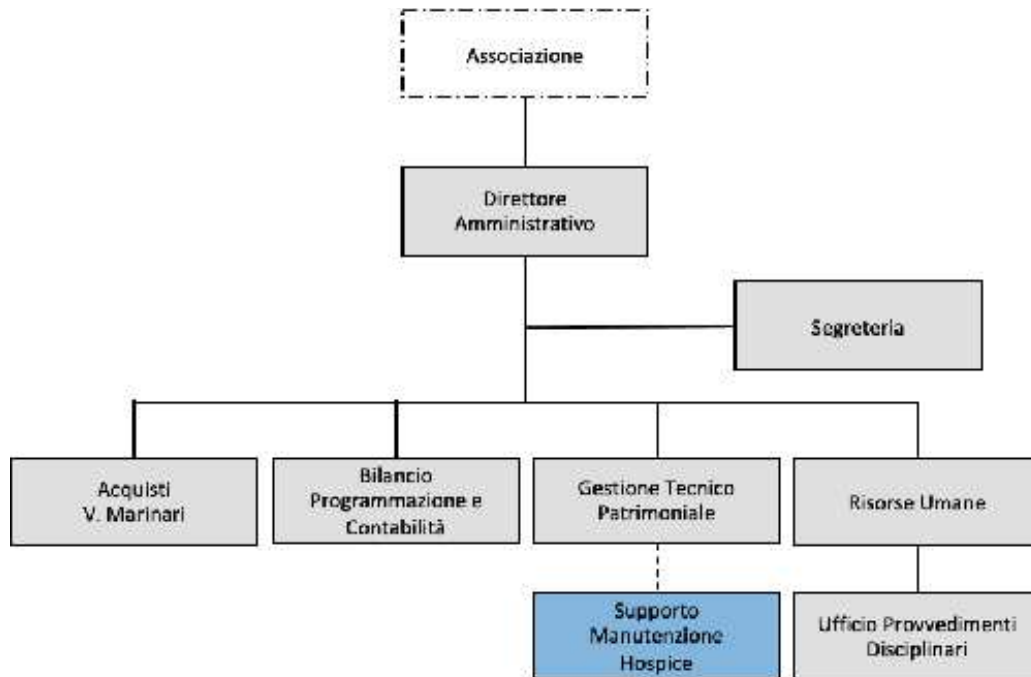 Associazione
Direttore
Amministrativo
Segreteria
Acquisti
V. Marinari
Bilancio
Programmazione e
Contabilità
Gestione Tecnico
Patrimoniale
Risorse Umane
Supporto
Manutenzione
Hospice
Ufficio Provvedimenti
Disciplinari